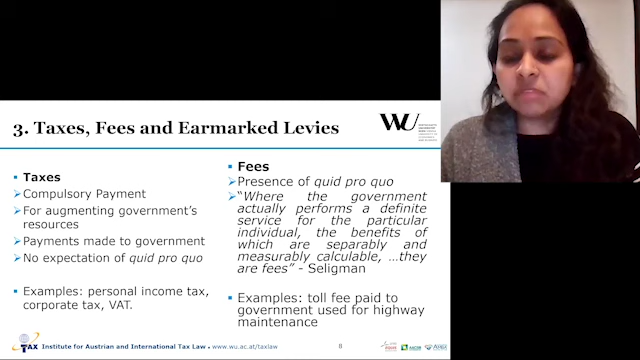 3. Taxes, Fees and Earmarked Levies
WU
Taxes
Compulsory Payment
For augmenting government's
resources
Payments made to government
No expectation of quid pro quo
Examples: personal income tax,
corporate tax, VAT.
Fees
Presence of quid pro quo
"Where the government
actually performs a definite
service for the particular
individual, the benefits of
which are separably and
measurably calculable, ...they
are fees" - Seligman
Examples: toll fee paid to
government used for highway
maintenance
TAX Institute for Austrian and International Tax Law ▪ www.wu.ac.at/taxlaw
8